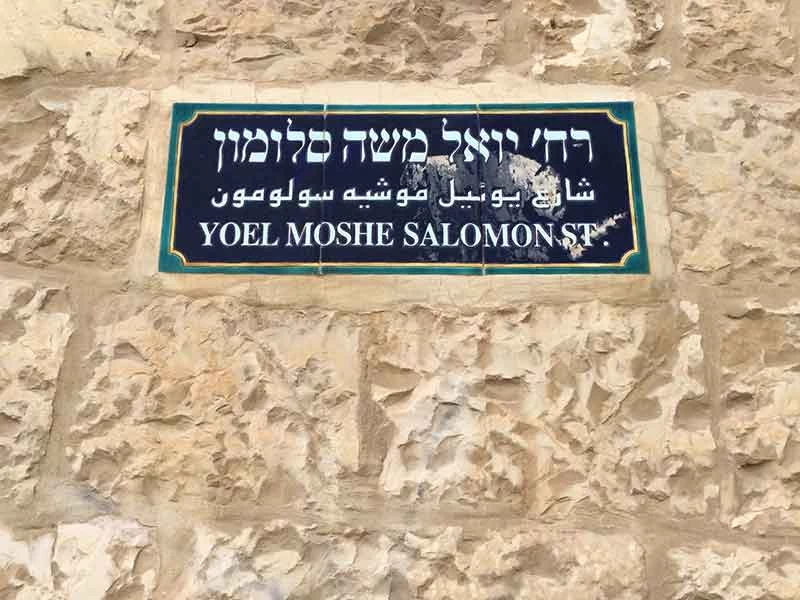 רח' יואל משה סלומון
شارع يوئيل موشيه سولومون
YOEL MOSHE SALOMON ST.